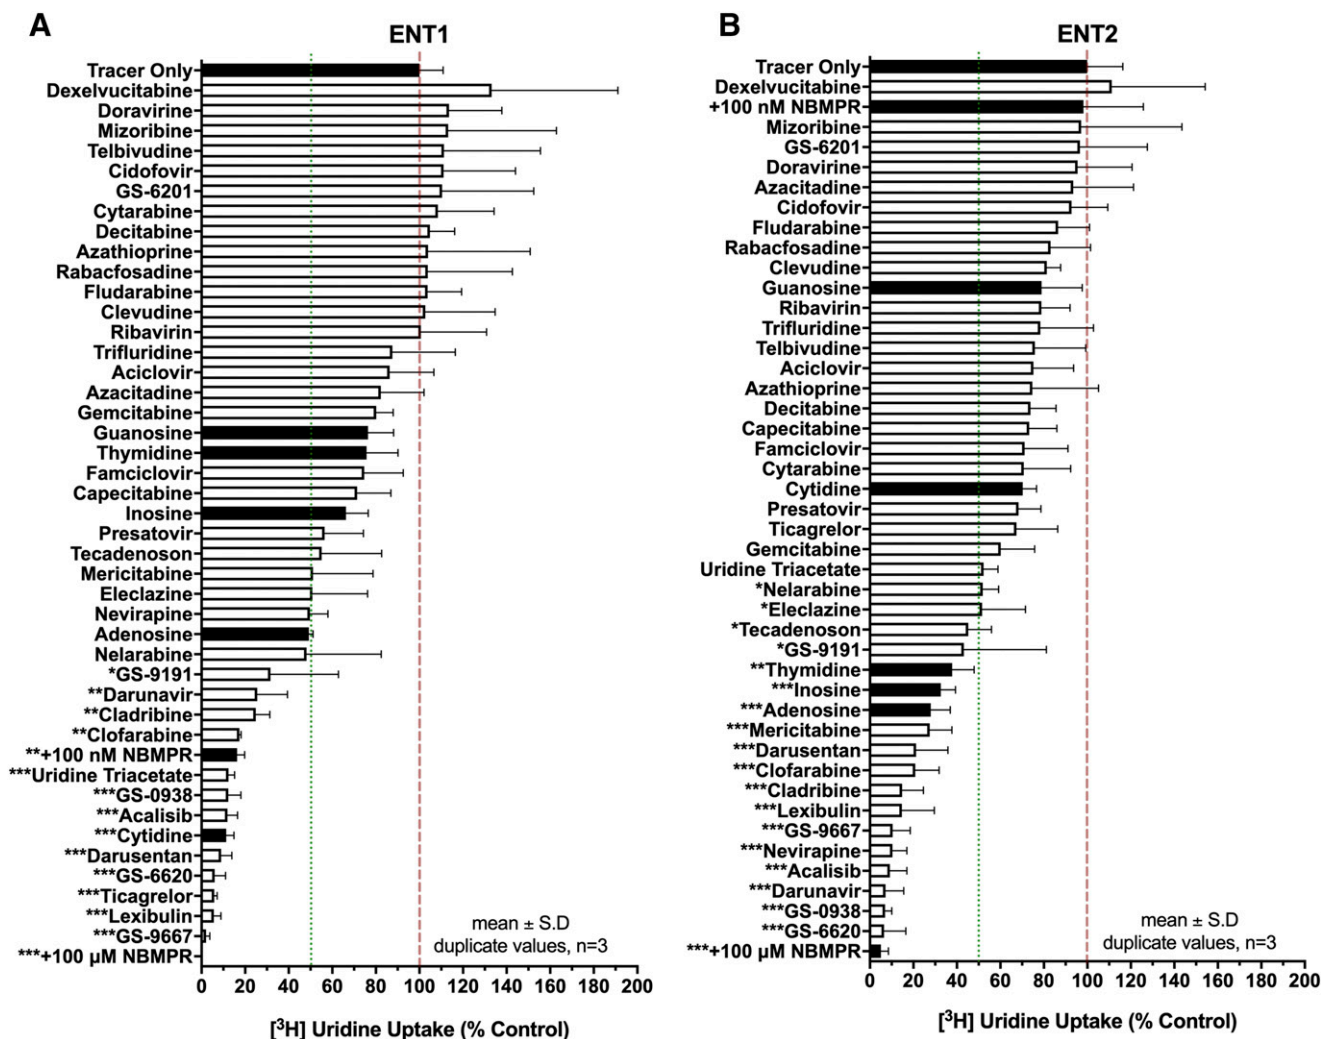 A
ENT1
Tracer Only
Dexelvucitabine
Doravirine
Mizoribine
Telbivudine
Cidofovir
GS-6201
Cytarabine
Decitabine
Azathioprine
Rabacfosadine
Fludarabine
Clevudine
Ribavirin
Trifluridine
Aciclovir
Azacitadine
Gemcitabine
Guanosine
Thymidine
Famciclovir
Capecitabine
Inosine
Presatovir
Tecadenoson
Mericitabine
Eleclazine
Nevirapine
Adenosine
Nelarabine
*GS-9191
**Darunavir
**Cladribine
**Clofarabine
**+100 nM NBMPR
***Uridine Triacetate
***GS-0938
***Acalisib
***Cytidine
***Darusentan
***GS-6620
***Ticagrelor
***Lexibulin
***GS-9667
***+100 µM NBMPR
mean ± S.D
duplicate values, n=3
0 20 40 60 80 100 120 140 160 180 200
[³H] Uridine Uptake (% Control)
B
ENT2
Tracer Only
Dexelvucitabine
+100 nM NBMPR
Mizoribine
GS-6201
Doravirine
Azacitadine
Cidofovir
Fludarabine
Rabacfosadine
Clevudine
Guanosine
Ribavirin
Trifluridine
Telbivudine
Aciclovir
Azathioprine
Decitabine
Capecitabine
Famciclovir
Cytarabine
Cytidine
Presatovir
Ticagrelor
Gemcitabine
Uridine Triacetate
*Nelarabine
*Eleclazine
*Tecadenoson
*GS-9191
**Thymidine
***Inosine
***Adenosine
***Mericitabine
***Darusentan
***Clofarabine
***Cladribine
***Lexibulin
***GS-9667
***Nevirapine
***Acalisib
***Darunavir
***GS-0938
***GS-6620
***+100 µM NBMPR
mean ± S.D
duplicate values, n=3
0 20 40 60 80 100 120 140 160 180 200
[³H] Uridine Uptake (% Control)